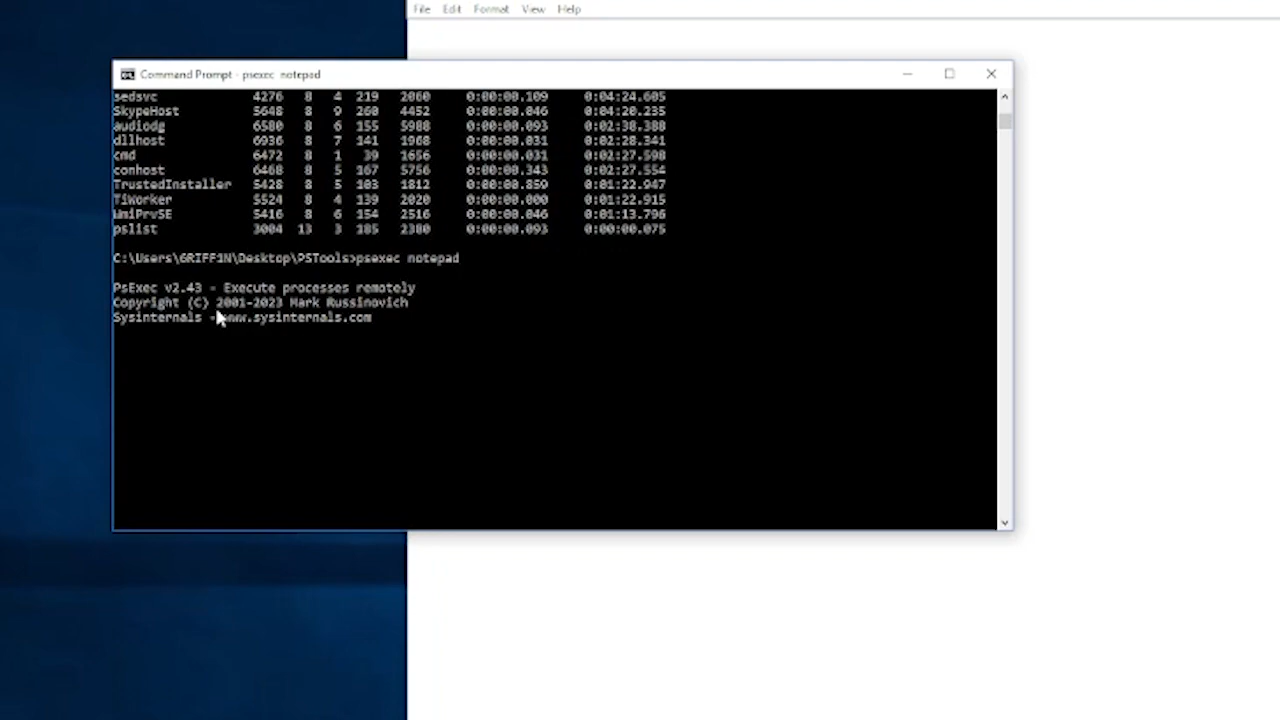 File Edit Format View Help
Command Prompt - psexec notepad
sedsvc 4276 8 4 219 2060 0:00:00.109 0:04:24.605
SkypeHost 5648 8 9 260 4452 0:00:00.046 0:04:20.235
audiodg 6580 8 6 155 5988 0:00:00.093 0:02:38.388
dllhost 6936 8 7 141 1968 0:00:00.031 0:02:28.341
cmd 6472 8 1 39 1656 0:00:00.031 0:02:27.598
conhost 6468 8 5 167 5756 0:00:00.343 0:02:27.554
TrustedInstaller 5428 8 5 103 1812 0:00:00.859 0:01:22.947
TiWorker 5524 8 4 139 2020 0:00:00.000 0:01:22.915
WmiPrvSE 5416 8 6 154 2516 0:00:00.046 0:01:13.796
pslist 3004 13 3 185 2380 0:00:00.093 0:00:00.075
C:\Users\GRIFF1N\Desktop\PSTools>psexec notepad
PsExec v2.43 - Execute processes remotely
Copyright (C) 2001-2023 Mark Russinovich
Sysinternals - www.sysinternals.com